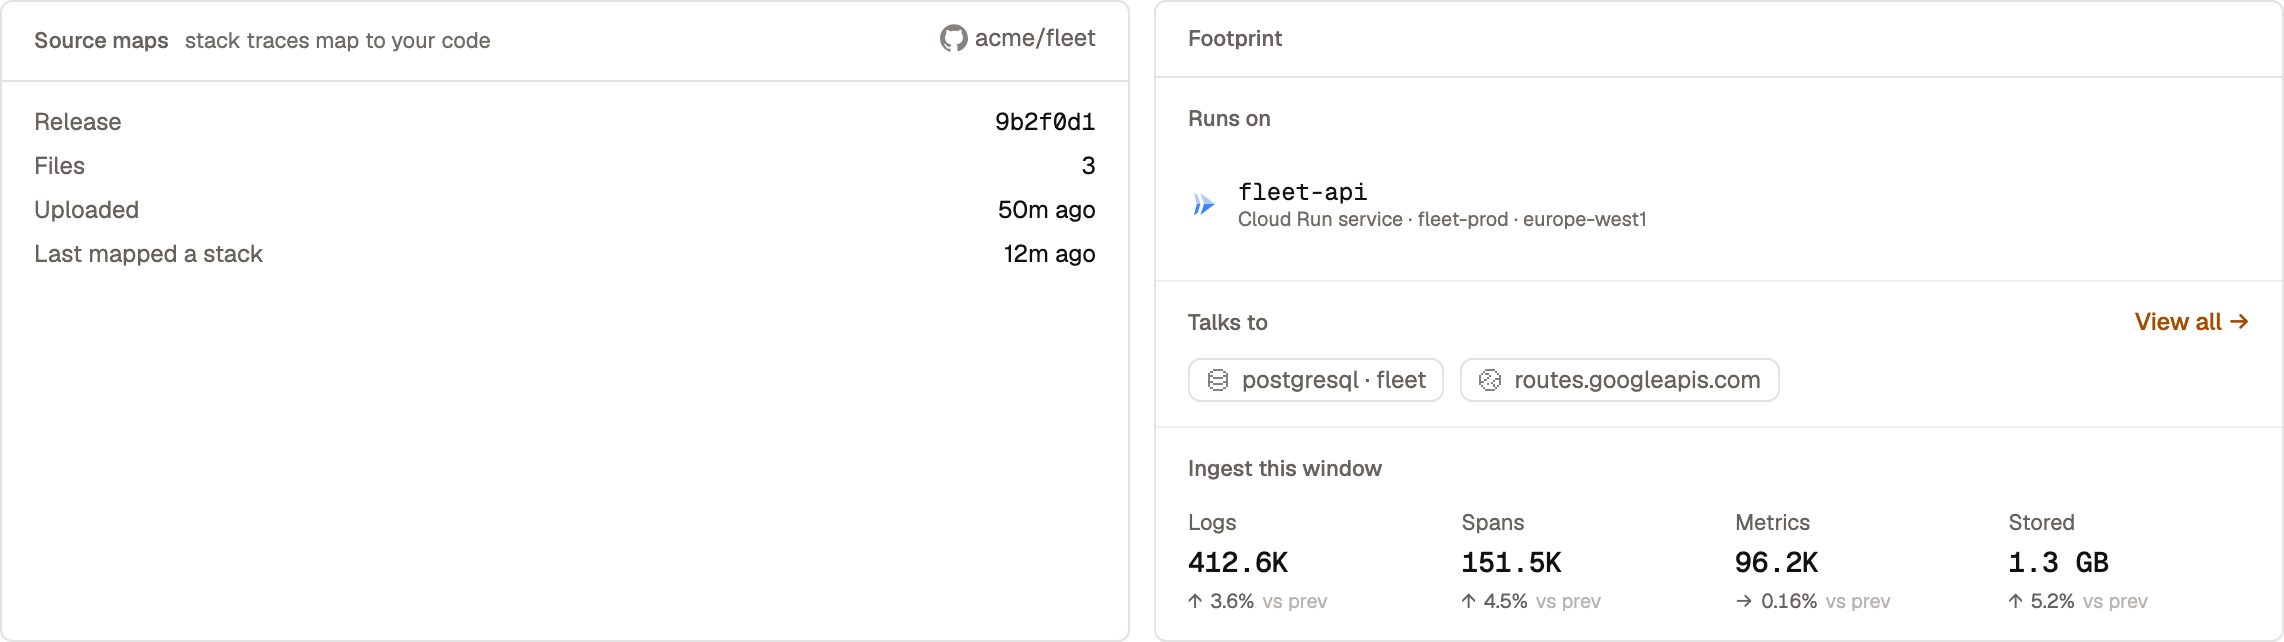 Source maps stack traces map to your code
acme/fleet
Release 9b2f0d1
Files 3
Uploaded 50m ago
Last mapped a stack 12m ago
Footprint
Runs on
fleet-api
Cloud Run service · fleet-prod · europe-west1
Talks to
View all →
postgresql · fleet
routes.googleapis.com
Ingest this window
Logs Spans Metrics Stored
412.6K 151.5K 96.2K 1.3 GB
↑ 3.6% vs prev ↑ 4.5% vs prev → 0.16% vs prev ↑ 5.2% vs prev